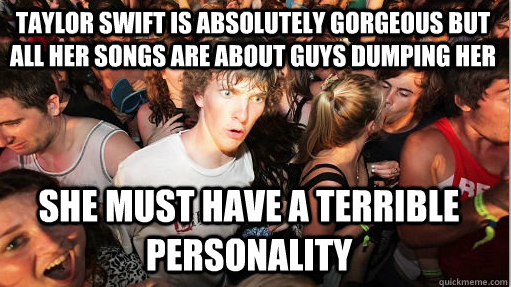 TAYLOR SWIFT IS ABSOLUTELY GORGEOUS BUT
ALL HER SONGS ARE ABOUT GUYS DUMPING HER
SHE MUST HAVE A TERRIBLE
PERSONALITY
quickmeme.com